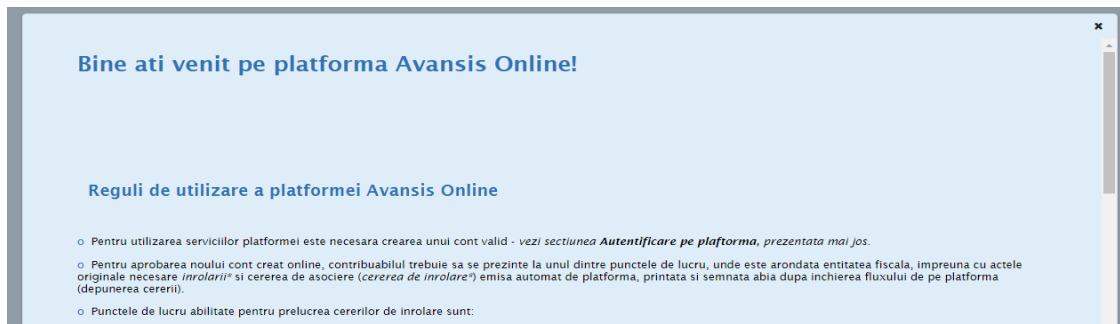 Bine ati venit pe platforma Avansis Online!
Reguli de utilizare a platformei Avansis Online
o Pentru utilizarea serviciilor platformei este necesara crearea unui cont valid - vezi sectiunea Autentificare pe plaftorma, prezentata mai jos.
o Pentru aprobarea noului cont creat online, contribuabilul trebuie sa se prezinte la unul dintre punctele de lucru, unde este arondata entitatea fiscala, impreuna cu actele
originale necesare inrolarii* si cererea de asociere (cererea de inrolare*) emisa automat de platforma, printata si semnata abia dupa inchierea fluxului de pe platforma
(depunerea cererii).
o Punctele de lucru abilitate pentru prelucrea cererilor de inrolare sunt: